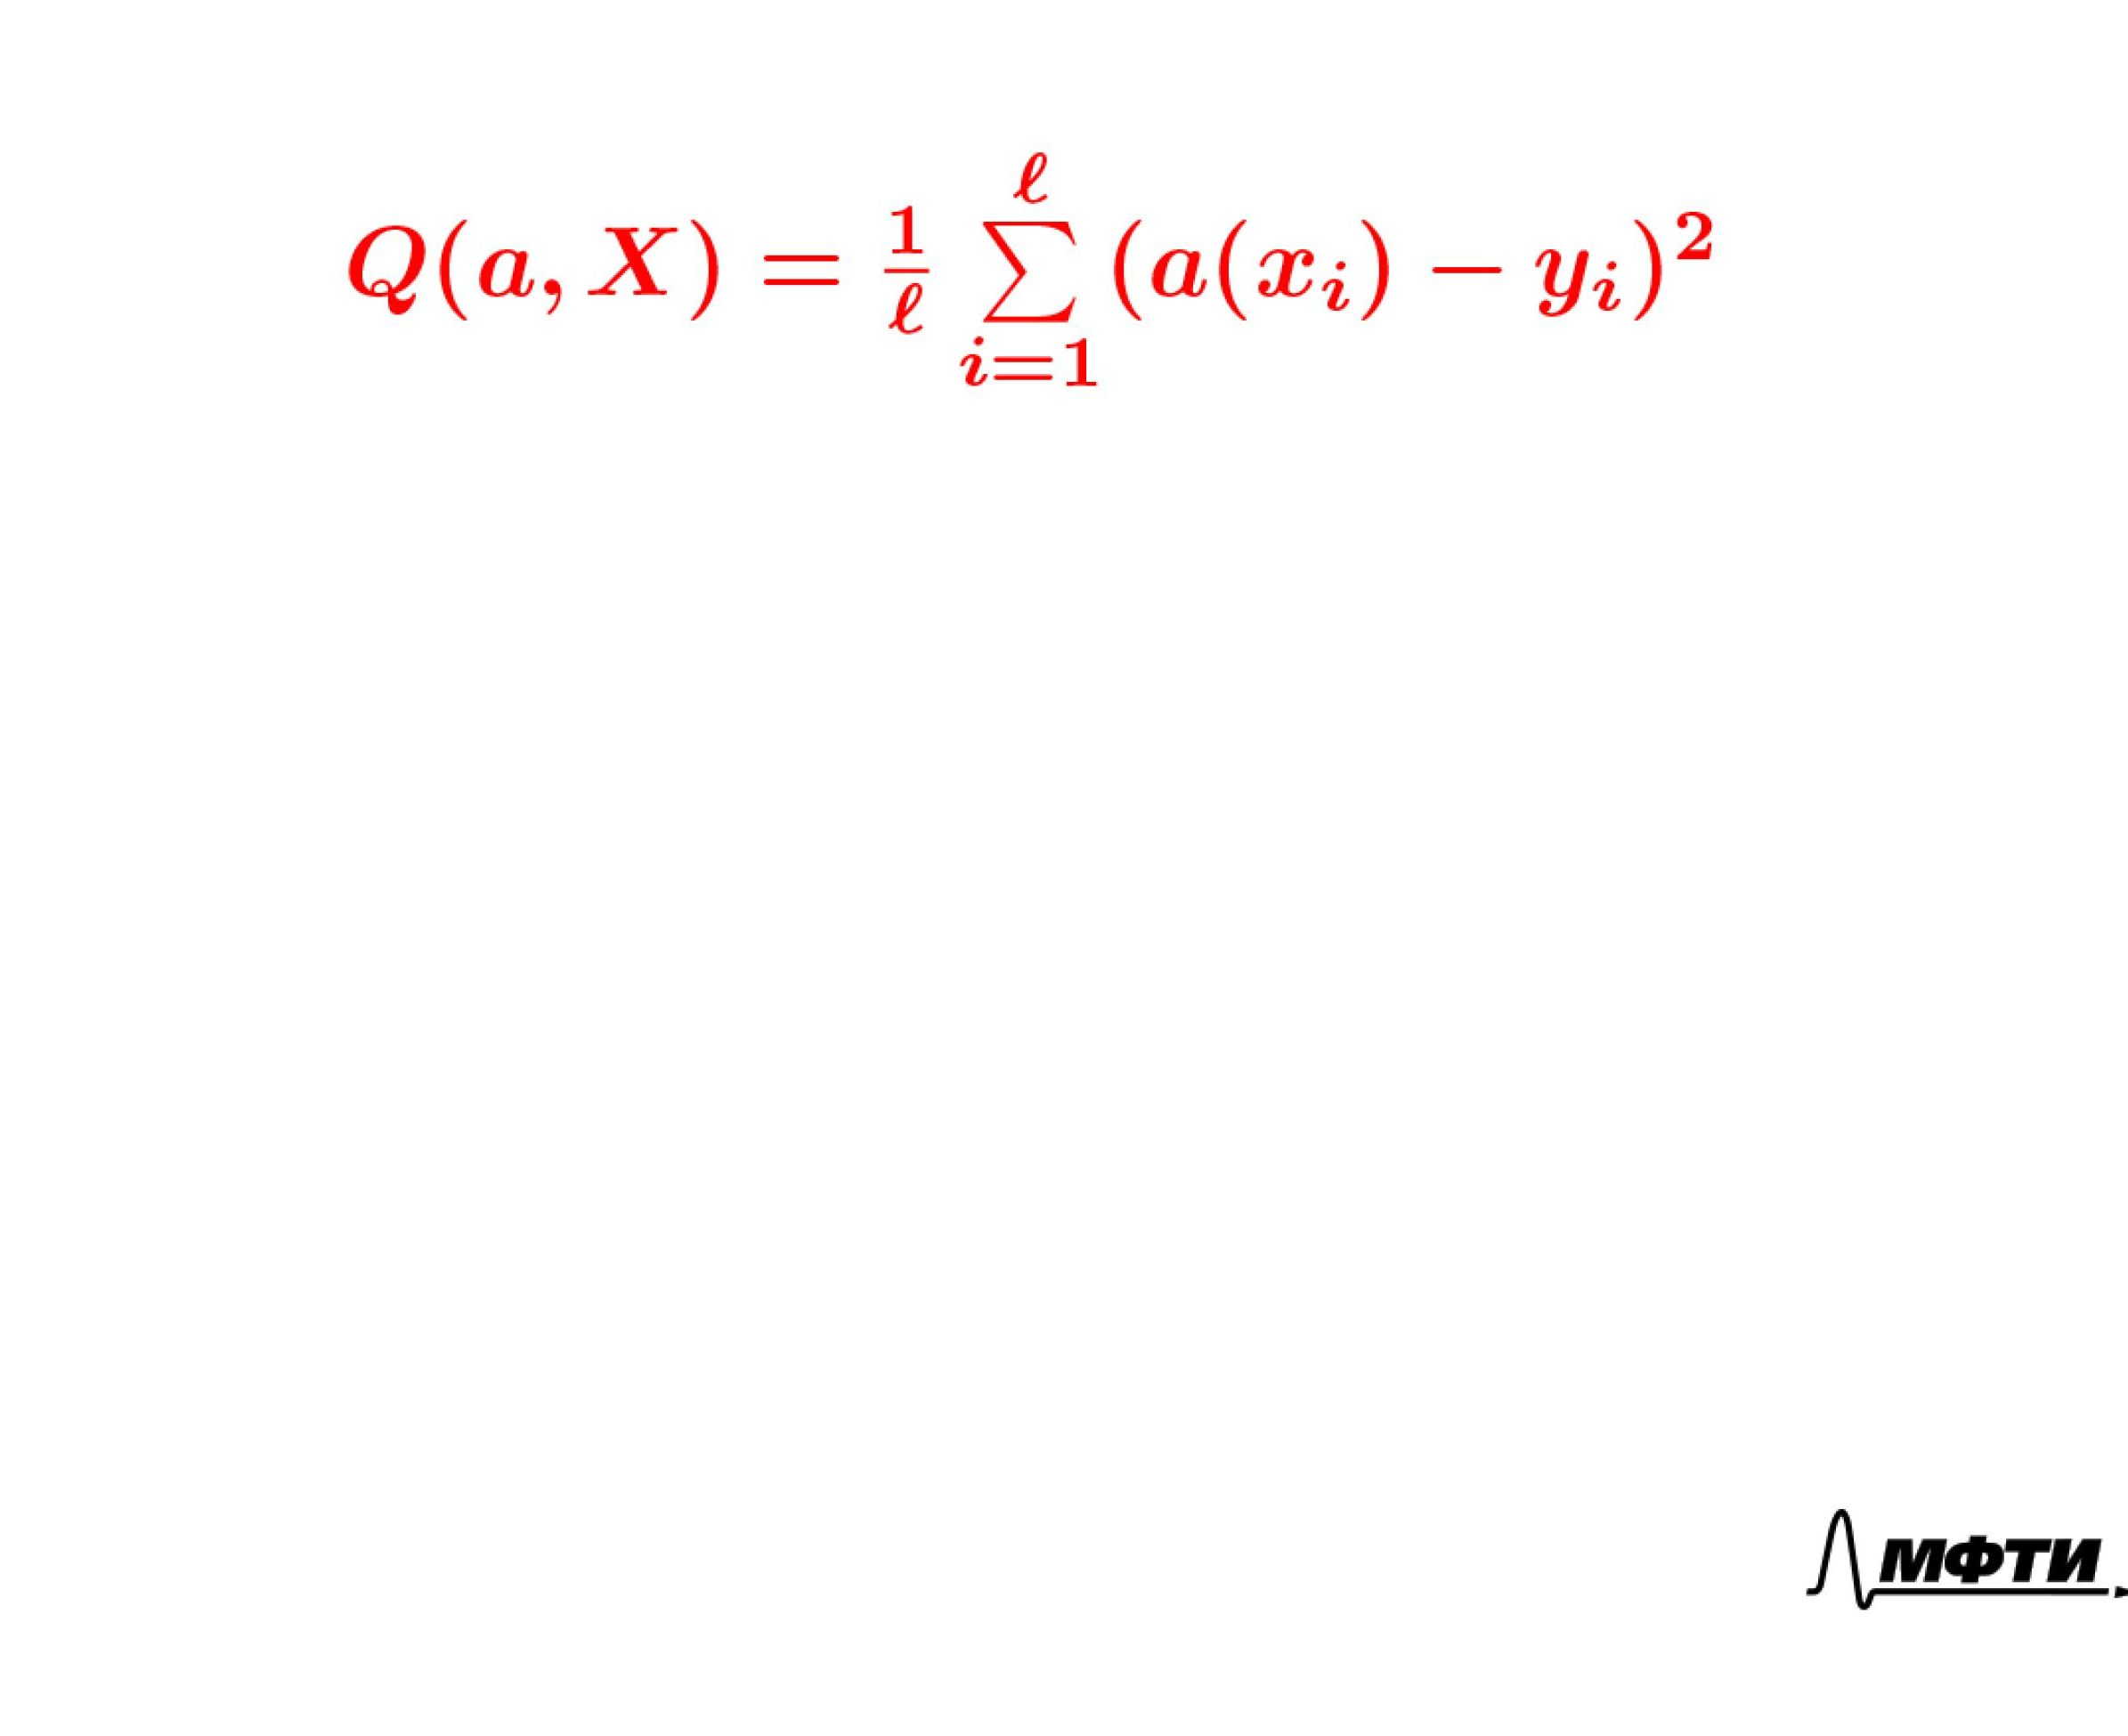 Q(a, X) = \frac{1}{\ell} \sum_{i=1}^{\ell} (a(x_i) - y_i)^2
МФТИ